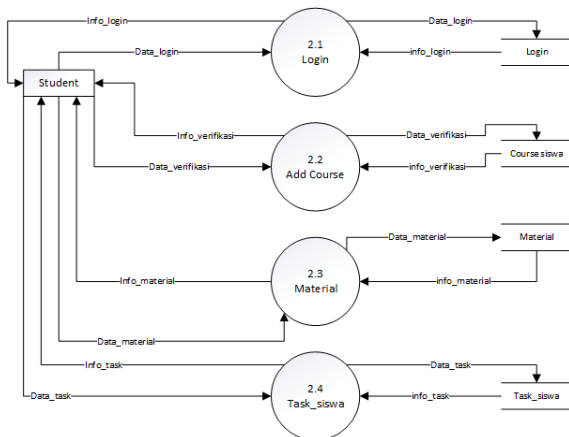 Info_login
Data_login
2.1
Login
Data_login
info_login
Login
Student
Info_verifikasi
Data_verifikasi
2.2
Add Course
Data_verifikasi
info_verifikasi
Course siswa
Info_material
Data_material
2.3
Material
Data_material
info_material
Material
Info_task
Data_task
2.4
Task_siswa
Data_task
info_task
Task_siswa